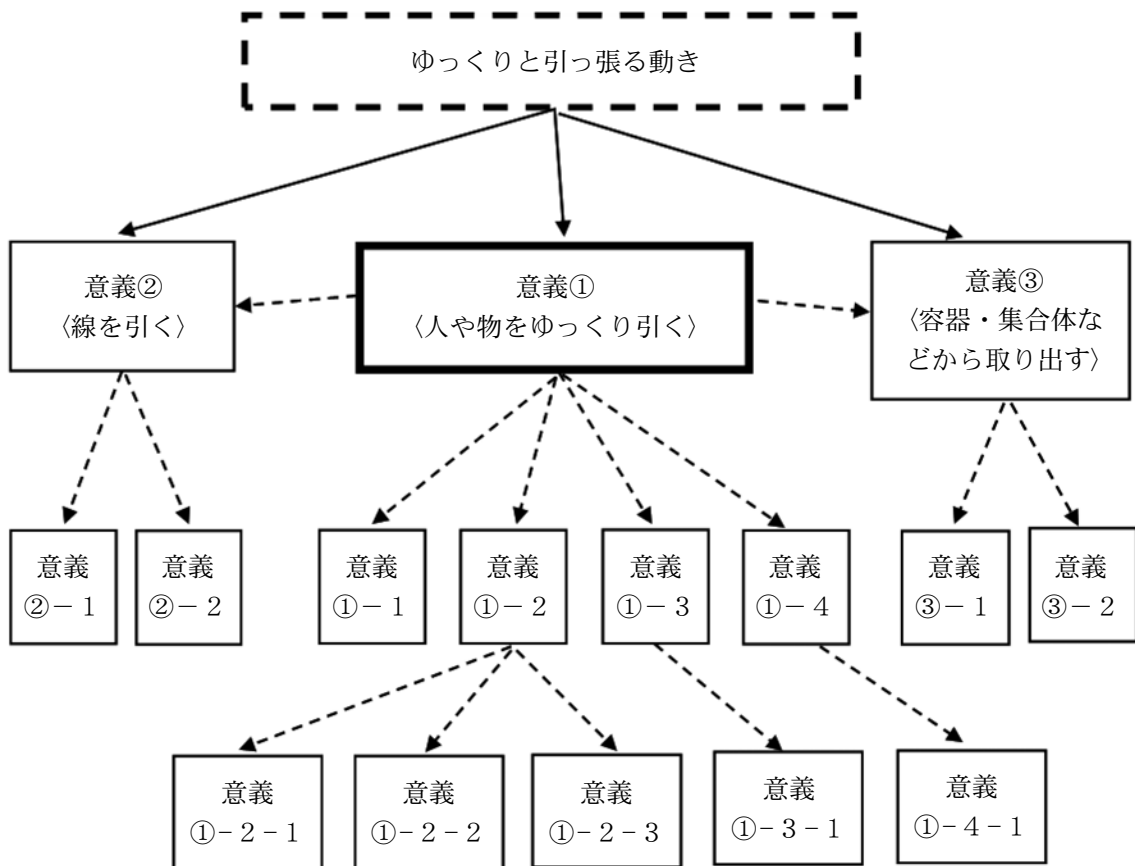 ゆっくりと引っ張る動き
意義②
〈線を引く〉
意義①
〈人や物をゆっくり引く〉
意義③
〈容器・集合体な
どから取り出す〉
意義
②－１
意義
②－２
意義
①－１
意義
①－２
意義
①－３
意義
①－４
意義
③－１
意義
③－２
意義
①－２－１
意義
①－２－２
意義
①－２－３
意義
①－３－１
意義
①－４－１